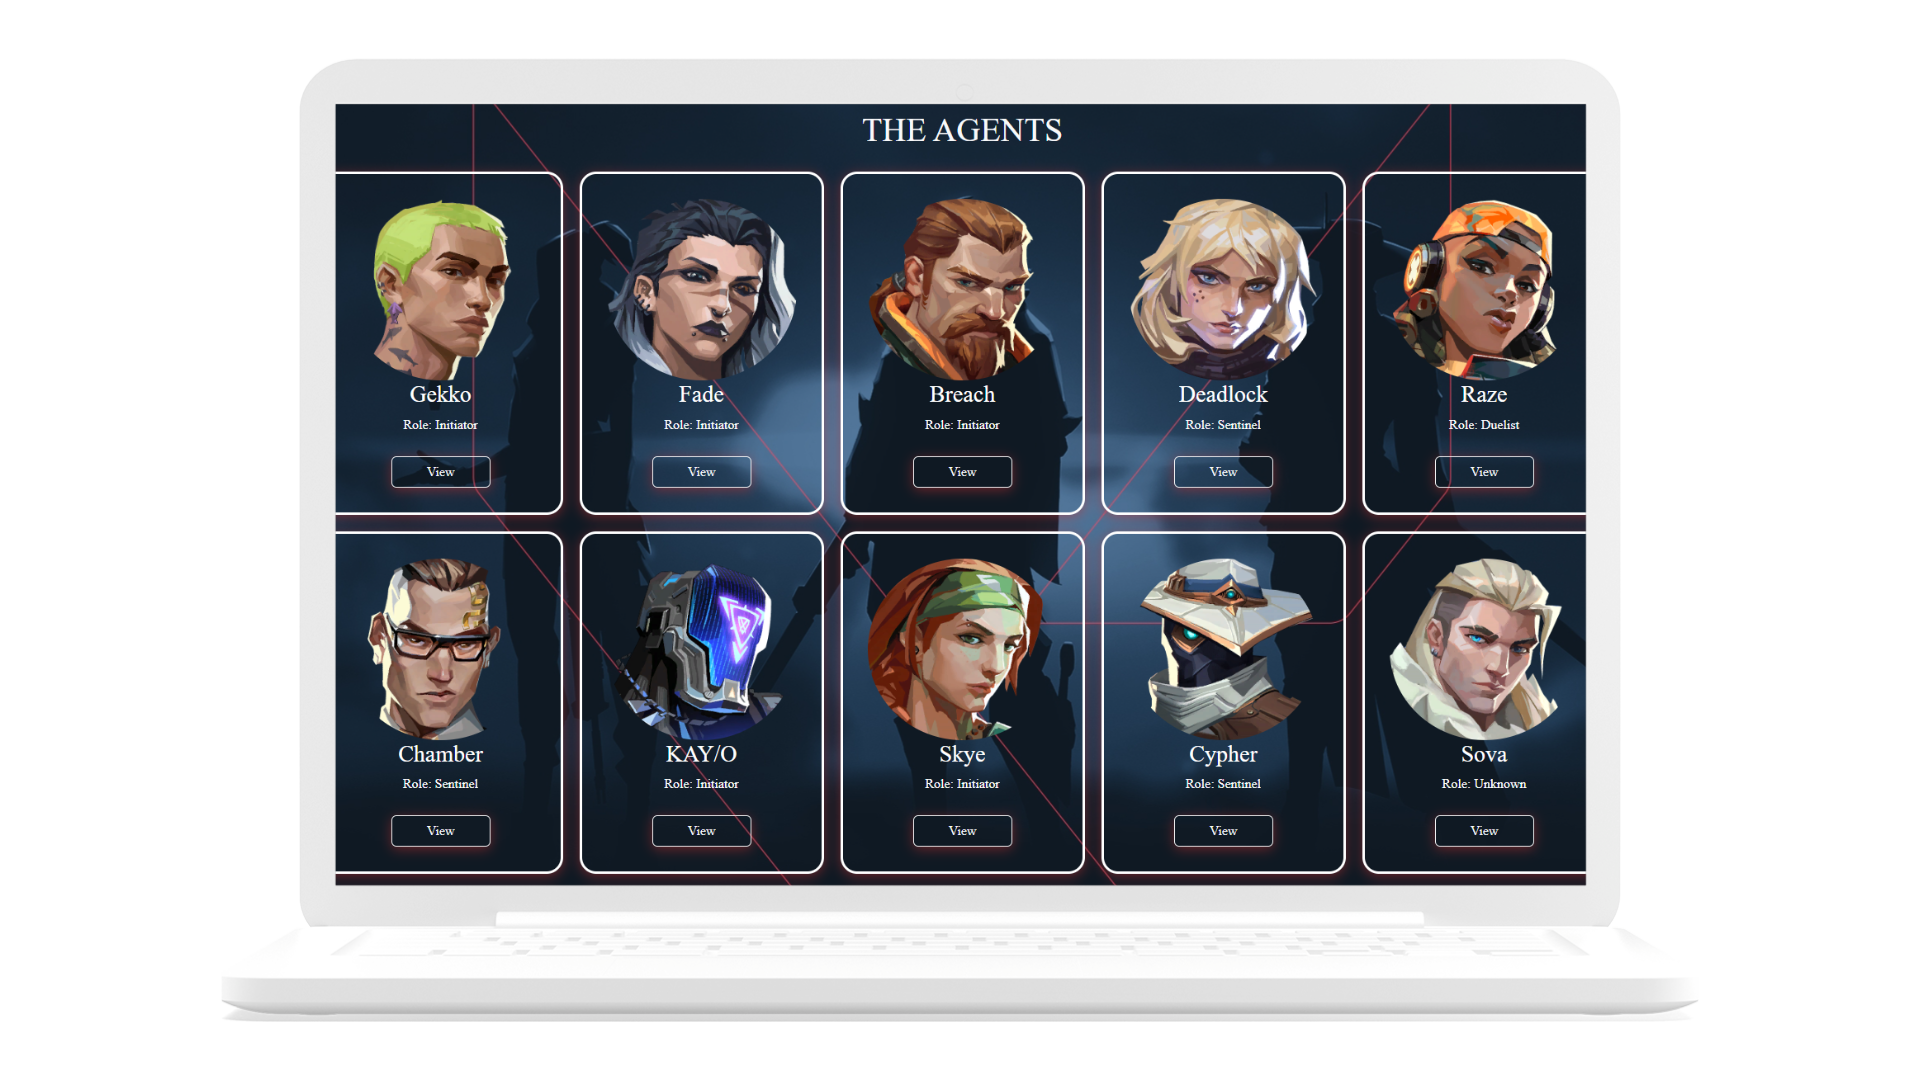 THE AGENTS
Gekko
Role: Initiator
View
Fade
Role: Initiator
View
Breach
Role: Initiator
View
Deadlock
Role: Sentinel
View
Raze
Role: Duelist
View
Chamber
Role: Sentinel
View
KAY/O
Role: Initiator
View
Skye
Role: Initiator
View
Cypher
Role: Sentinel
View
Sova
Role: Unknown
View